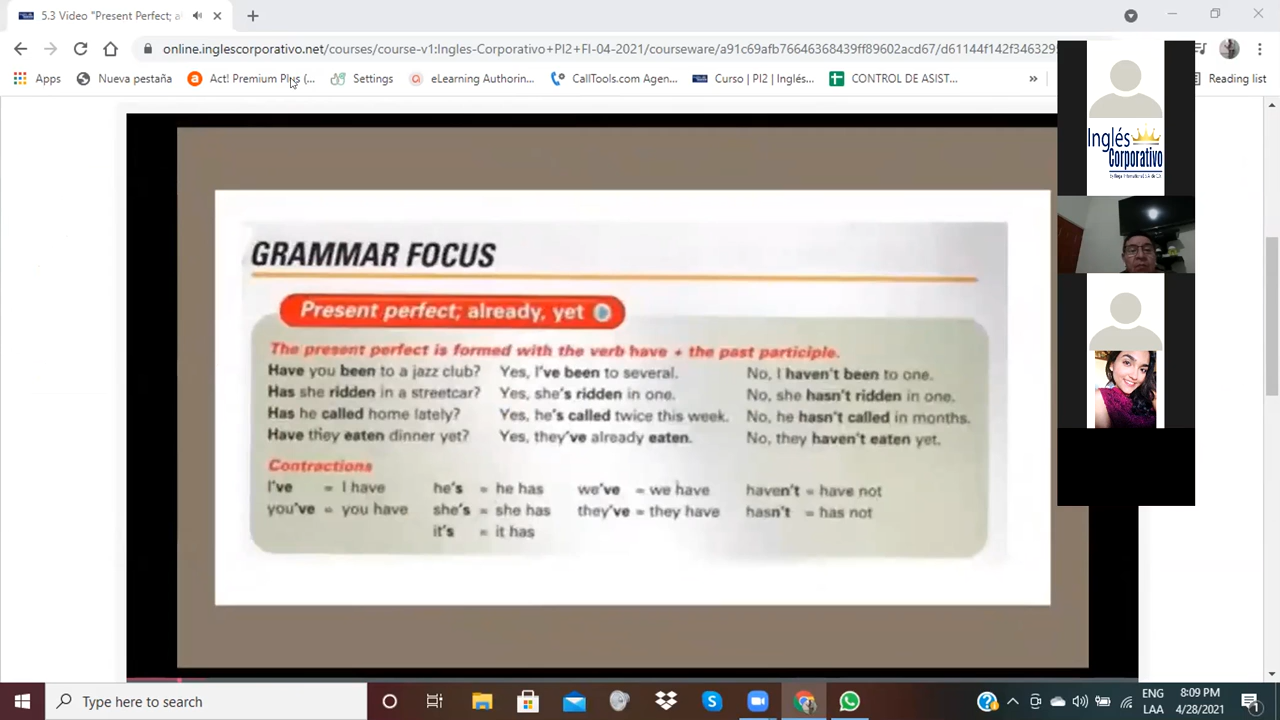 5.3 Video "Present Perfect; a
online.inglescorporativo.net/courses/course-v1:Ingles-Corporativo+PI2+FI-04-2021/courseware/a91c69afb76646368439ff89602acd67/d61144f142f3463295
Apps Nueva pestaña Act! Premium Plus (... Settings eLearning Authorin... CallTools.com Agen... Curso | PI2 | Inglés... CONTROL DE ASIST... » Reading list
Inglés
Corporativo
GRAMMAR FOCUS
Present perfect; already, yet
The present perfect is formed with the verb have + the past participle.
Have you been to a jazz club? Yes, I've been to several. No, I haven't been to one.
Has she ridden in a streetcar? Yes, she's ridden in one. No, she hasn't ridden in one.
Has he called home lately? Yes, he's called twice this week. No, he hasn't called in months.
Have they eaten dinner yet? Yes, they've already eaten. No, they haven't eaten yet.
Contractions
I've = I have he's = he has we've = we have haven't = have not
you've = you have she's = she has they've = they have hasn't = has not
it's = it has
Type here to search
ENG 8:09 PM
LAA 4/28/2021